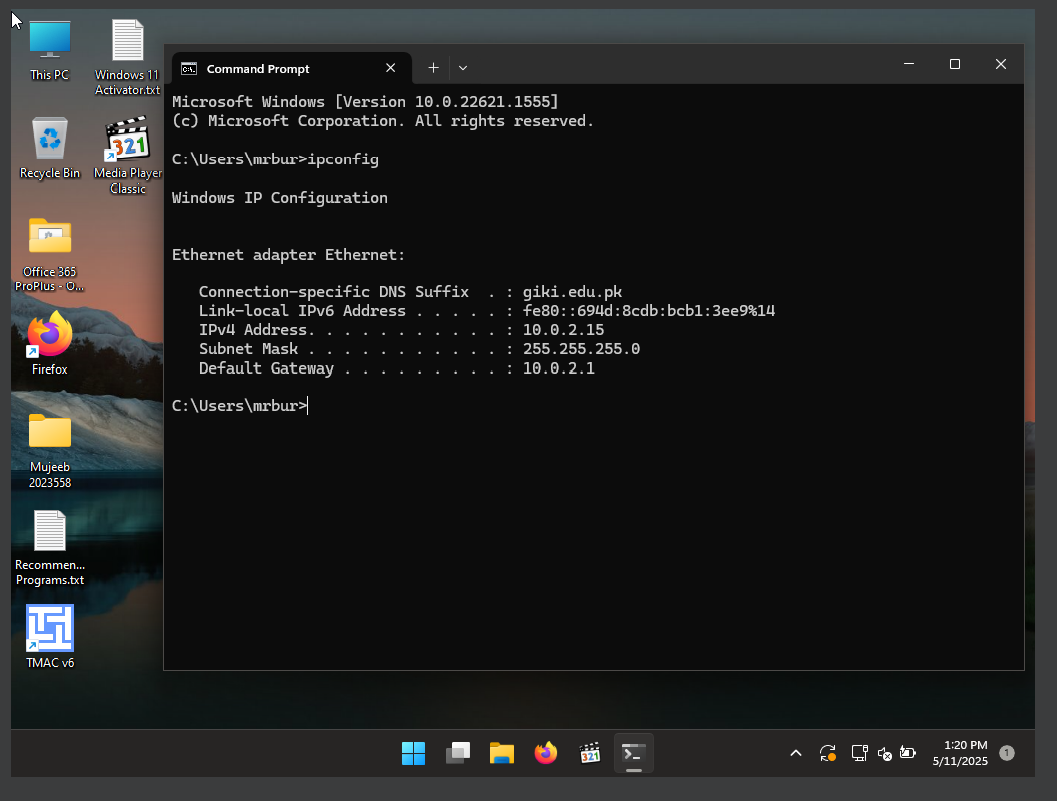 This PC
Windows 11
Activator.txt
Recycle Bin
Media Player
Classic
Office 365
ProPlus - O...
Firefox
Mujeeb
2023558
Recommen...
Programs.txt
TMAC v6
Command Prompt
Microsoft Windows [Version 10.0.22621.1555]
(c) Microsoft Corporation. All rights reserved.
C:\Users\mrbur>ipconfig
Windows IP Configuration
Ethernet adapter Ethernet:
Connection-specific DNS Suffix  . : giki.edu.pk
Link-local IPv6 Address . . . . . : fe80::694d:8cdb:bcb1:3ee9%14
IPv4 Address. . . . . . . . . . . : 10.0.2.15
Subnet Mask . . . . . . . . . . . : 255.255.255.0
Default Gateway . . . . . . . . . : 10.0.2.1
C:\Users\mrbur>
321
321
1:20 PM
5/11/2025
1